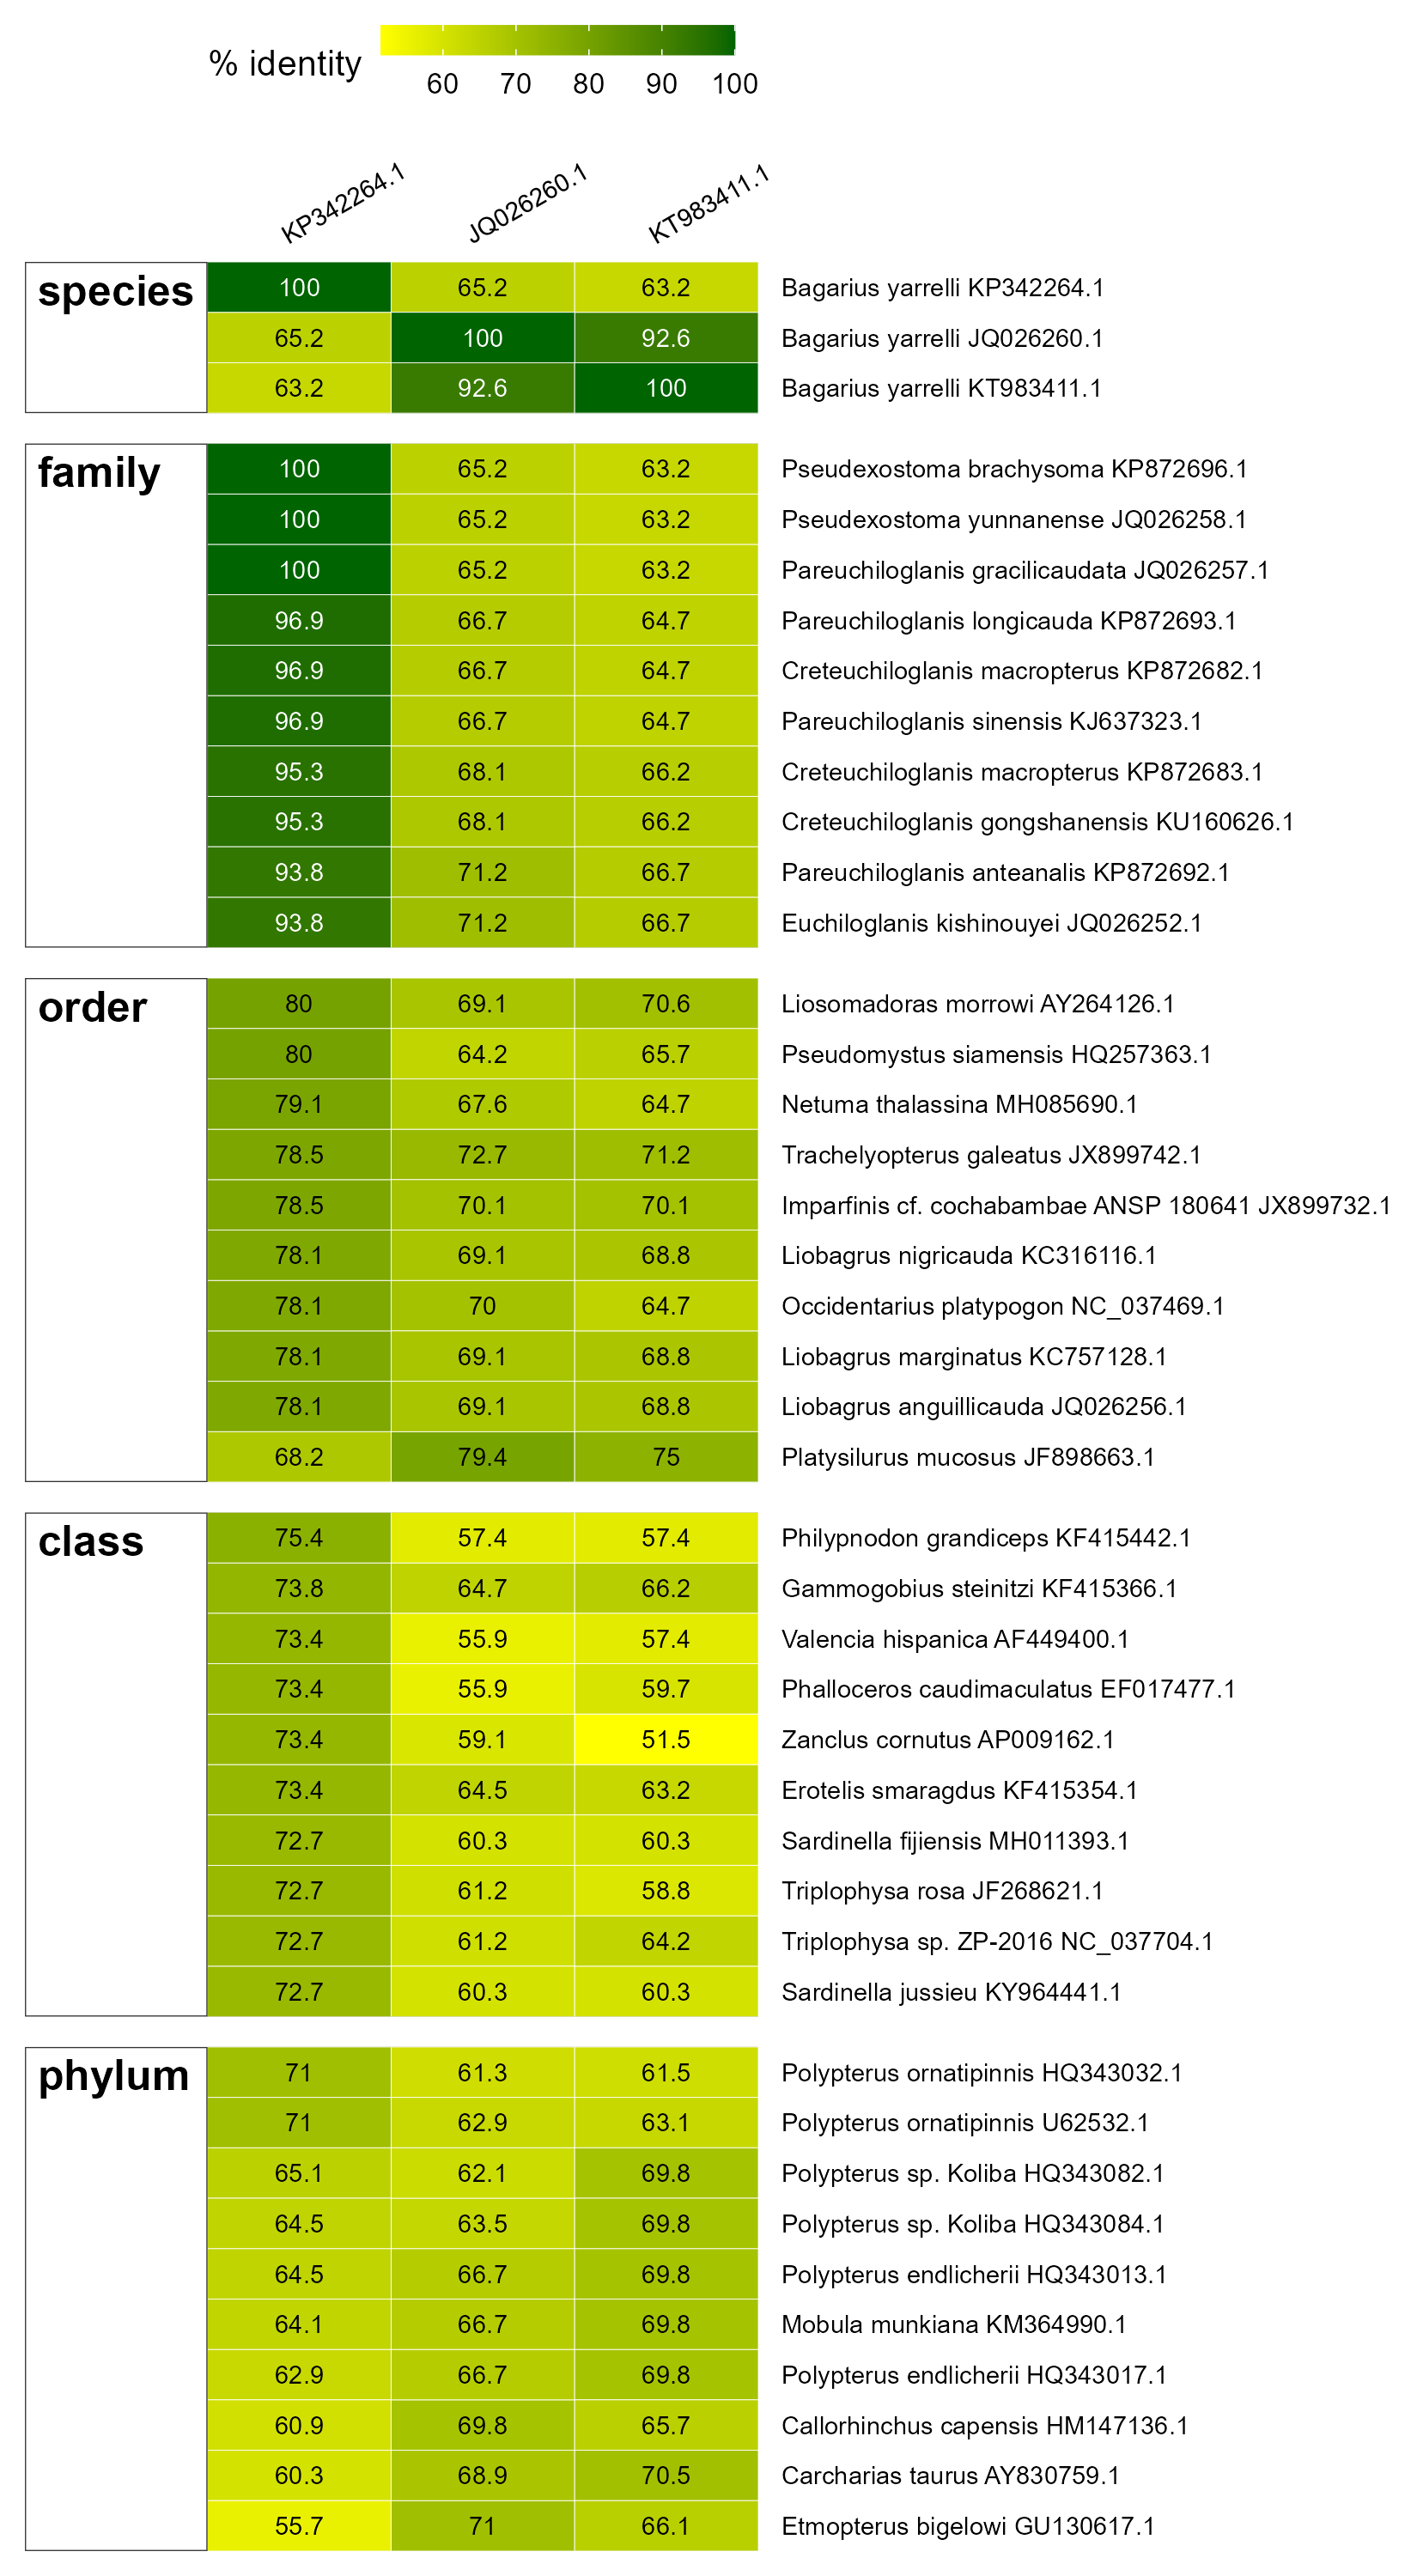 % identity
60 70 80 90 100
KP342264.1 JQ026260.1 KT983411.1
species
100 65.2 63.2 Bagarius yarrelli KP342264.1
65.2 100 92.6 Bagarius yarrelli JQ026260.1
63.2 92.6 100 Bagarius yarrelli KT983411.1
family
100 65.2 63.2 Pseudexostoma brachysoma KP872696.1
100 65.2 63.2 Pseudexostoma yunnanense JQ026258.1
100 65.2 63.2 Pareuchiloglanis gracilicaudata JQ026257.1
96.9 66.7 64.7 Pareuchiloglanis longicauda KP872693.1
96.9 66.7 64.7 Creteuchiloglanis macropterus KP872682.1
96.9 66.7 64.7 Pareuchiloglanis sinensis KJ637323.1
95.3 68.1 66.2 Creteuchiloglanis macropterus KP872683.1
95.3 68.1 66.2 Creteuchiloglanis gongshanensis KU160626.1
93.8 71.2 66.7 Pareuchiloglanis anteanalis KP872692.1
93.8 71.2 66.7 Euchiloglanis kishinouyei JQ026252.1
order
80 69.1 70.6 Liosomadoras morrowi AY264126.1
80 64.2 65.7 Pseudomystus siamensis HQ257363.1
79.1 67.6 64.7 Netuma thalassina MH085690.1
78.5 72.7 71.2 Trachelyopterus galeatus JX899742.1
78.5 70.1 70.1 Imparfinis cf. cochabambae ANSP 180641 JX899732.1
78.1 69.1 68.8 Liobagrus nigricauda KC316116.1
78.1 70 64.7 Occidentarius platypogon NC_037469.1
78.1 69.1 68.8 Liobagrus marginatus KC757128.1
78.1 69.1 68.8 Liobagrus anguillicauda JQ026256.1
68.2 79.4 75 Platysilurus mucosus JF898663.1
class
75.4 57.4 57.4 Philypnodon grandiceps KF415442.1
73.8 64.7 66.2 Gammogobius steinitzi KF415366.1
73.4 55.9 57.4 Valencia hispanica AF449400.1
73.4 55.9 59.7 Phalloceros caudimaculatus EF017477.1
73.4 59.1 51.5 Zanclus cornutus AP009162.1
73.4 64.5 63.2 Erotelis smaragdus KF415354.1
72.7 60.3 60.3 Sardinella fijiensis MH011393.1
72.7 61.2 58.8 Triplophysa rosa JF268621.1
72.7 61.2 64.2 Triplophysa sp. ZP-2016 NC_037704.1
72.7 60.3 60.3 Sardinella jussieu KY964441.1
phylum
71 61.3 61.5 Polypterus ornatipinnis HQ343032.1
71 62.9 63.1 Polypterus ornatipinnis U62532.1
65.1 62.1 69.8 Polypterus sp. Koliba HQ343082.1
64.5 63.5 69.8 Polypterus sp. Koliba HQ343084.1
64.5 66.7 69.8 Polypterus endlicherii HQ343013.1
64.1 66.7 69.8 Mobula munkiana KM364990.1
62.9 66.7 69.8 Polypterus endlicherii HQ343017.1
60.9 69.8 65.7 Callorhinchus capensis HM147136.1
60.3 68.9 70.5 Carcharias taurus AY830759.1
55.7 71 66.1 Etmopterus bigelowi GU130617.1